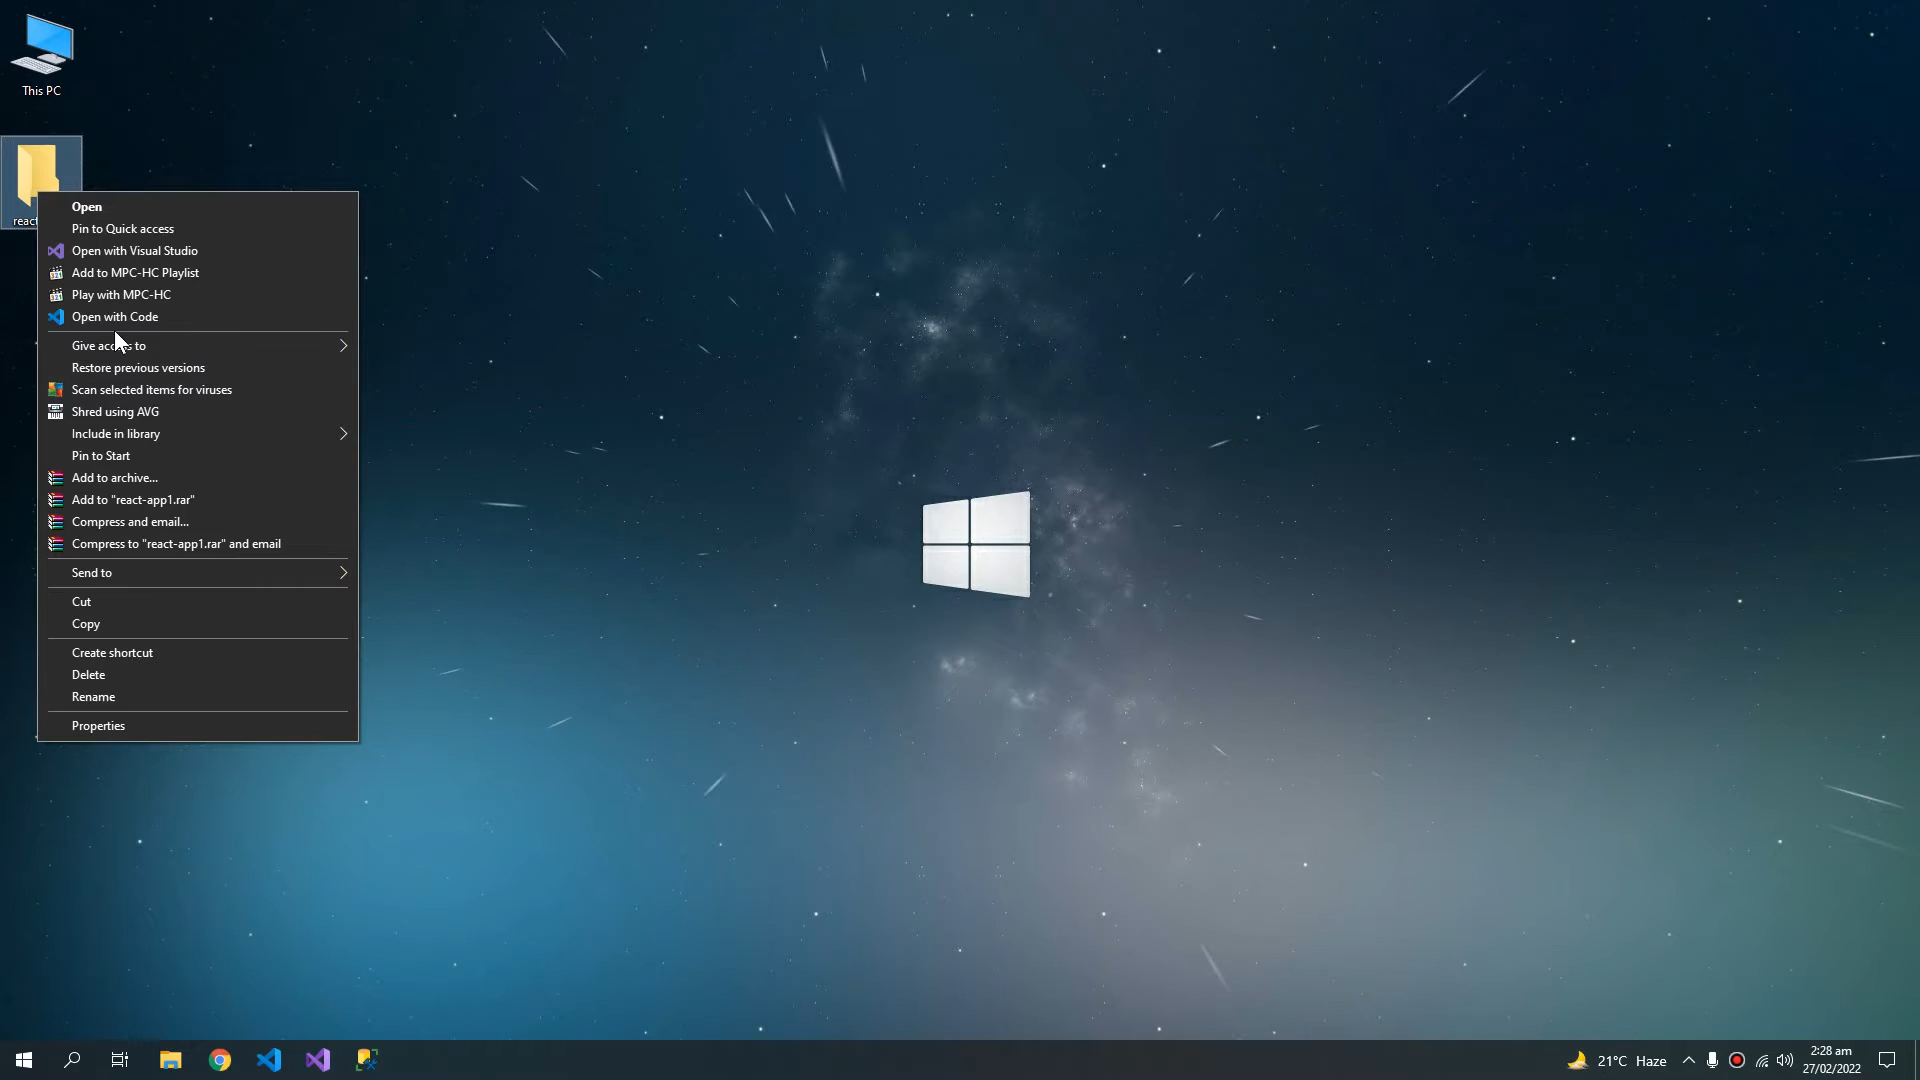 This PC
react
Open
Pin to Quick access
Open with Visual Studio
Add to MPC-HC Playlist
Play with MPC-HC
Open with Code
Give access to
Restore previous versions
Scan selected items for viruses
Shred using AVG
Include in library
Pin to Start
Add to archive...
Add to "react-app1.rar"
Compress and email...
Compress to "react-app1.rar" and email
Send to
Cut
Copy
Create shortcut
Delete
Rename
Properties
21°C Haze
2:28 am
27/02/2022